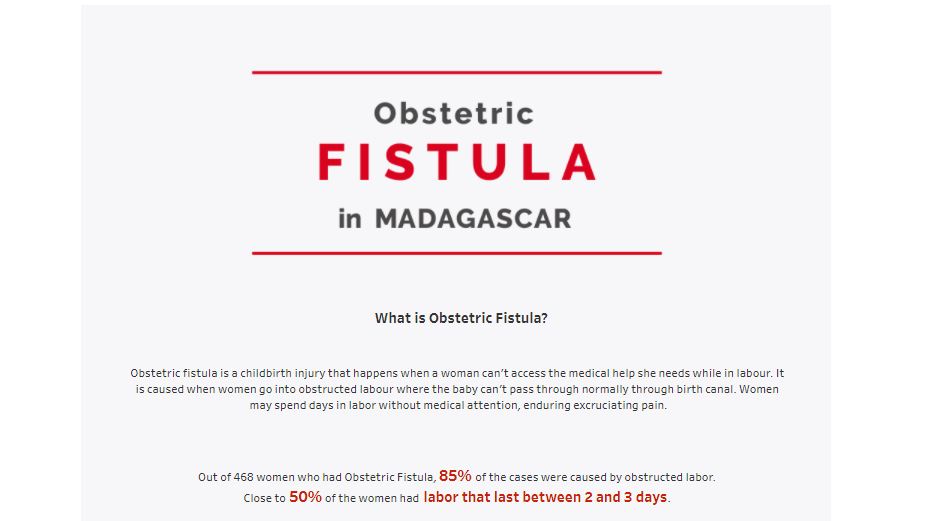 Obstetric
FISTULA
in MADAGASCAR
What is Obstetric Fistula?
Obstetric fistula is a childbirth injury that happens when a woman can't access the medical help she needs while in labour. It
is caused when women go into obstructed labour where the baby can't pass through normally through birth canal. Women
may spend days in labor without medical attention, enduring excruciating pain.
Out of 468 women who had Obstetric Fistula, 85% of the cases were caused by obstructed labor.
Close to 50% of the women had labor that last between 2 and 3 days.